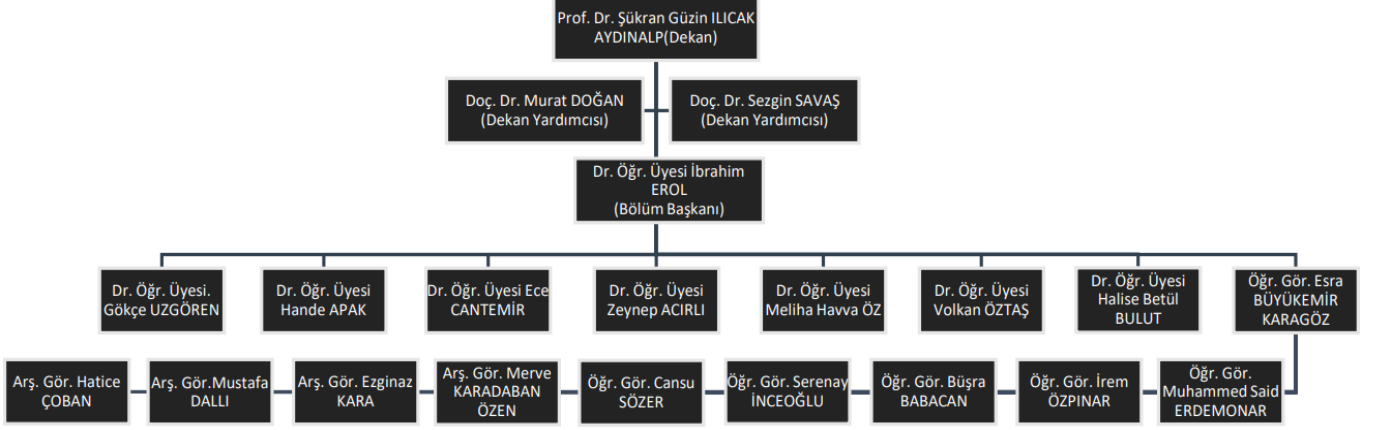 Prof. Dr. Şükran Güzin ILICAK
AYDINALP(Dekan)
Doç. Dr. Murat DOĞAN
(Dekan Yardımcısı)
Doç. Dr. Sezgin SAVAŞ
(Dekan Yardımcısı)
Dr. Öğr. Üyesi İbrahim
EROL
(Bölüm Başkanı)
Dr. Öğr. Üyesi.
Gökçe UZGÖREN
Dr. Öğr. Üyesi
Hande APAK
Dr. Öğr. Üyesi Ece
CANTEMİR
Dr. Öğr. Üyesi
Zeynep ACIRLI
Dr. Öğr. Üyesi
Meliha Havva ÖZ
Dr. Öğr. Üyesi
Volkan ÖZTAŞ
Dr. Öğr. Üyesi
Halise Betül
BULUT
Öğr. Gör. Esra
BÜYÜKEMİR
KARAGÖZ
Arş. Gör. Hatice
ÇOBAN
Arş. Gör.Mustafa
DALLI
Arş. Gör. Ezginaz
KARA
Arş. Gör. Merve
KARADABAN
ÖZEN
Öğr. Gör. Cansu
SÖZER
Öğr. Gör. Serenay
İNCEOĞLU
Öğr. Gör. Büşra
BABACAN
Öğr. Gör. İrem
ÖZPINAR
Öğr. Gör.
Muhammed Said
ERDEMONAR